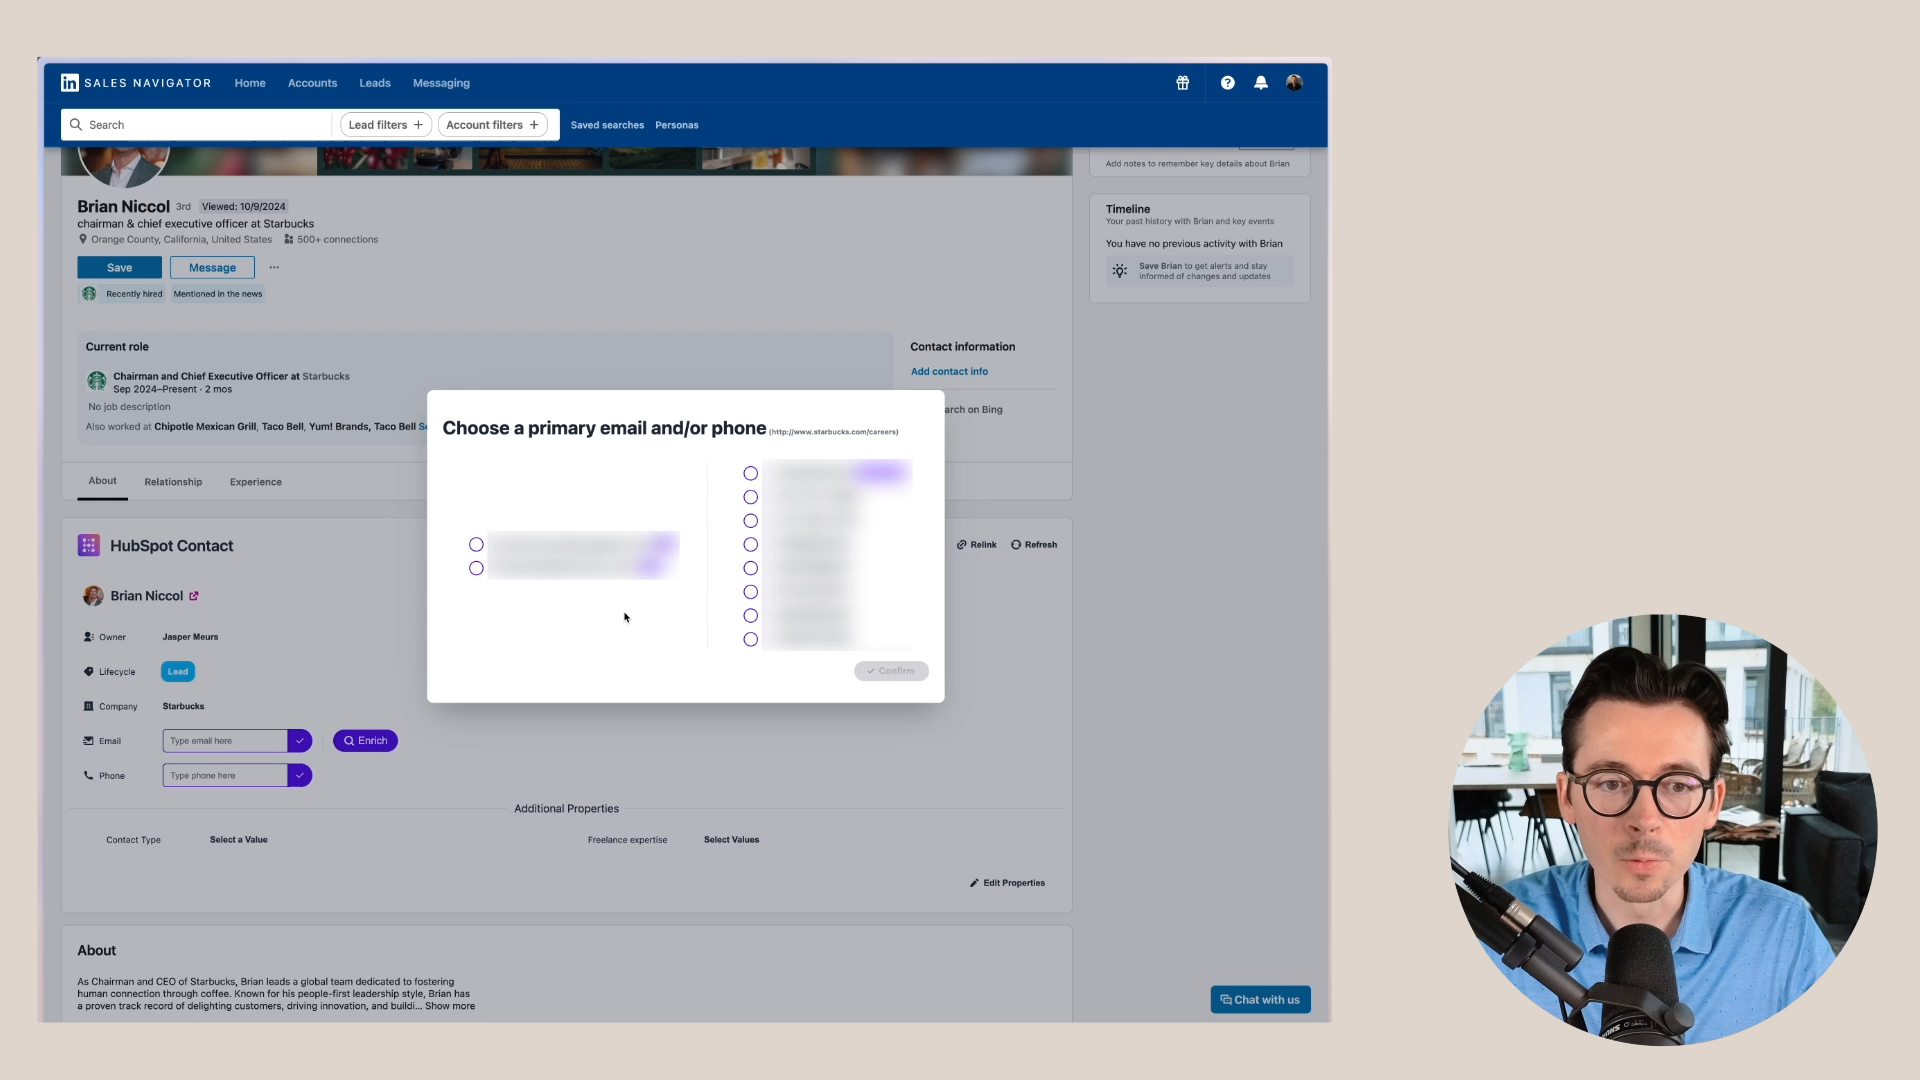 in SALES NAVIGATOR Home Accounts Leads Messaging
Search Lead filters + Account filters + Saved searches Personas
Add notes to remember key details about Brian
Brian Niccol 3rd Viewed: 10/9/2024
chairman & chief executive officer at Starbucks
Orange County, California, United States 500+ connections
Save Message ...
Recently hired Mentioned in the news
Timeline
Your past history with Brian and key events
You have no previous activity with Brian
Save Brian to get alerts and stay
informed of changes and updates
Current role
Chairman and Chief Executive Officer at Starbucks
Sep 2024–Present · 2 mos
No job description
Also worked at Chipotle Mexican Grill, Taco Bell, Yum! Brands, Taco Bell
Contact information
Add contact info
arch on Bing
Choose a primary email and/or phone (http://www.starbucks.com/careers)
Confirm
About Relationship Experience
HubSpot Contact
Relink Refresh
Brian Niccol
Owner Jasper Meurs
Lifecycle Lead
Company Starbucks
Email Type email here Enrich
Phone Type phone here
Additional Properties
Contact Type Select a Value Freelance expertise Select Values
Edit Properties
About
As Chairman and CEO of Starbucks, Brian leads a global team dedicated to fostering
human connection through coffee. Known for his people-first leadership style, Brian has
a proven track record of delighting customers, driving innovation, and buildi... Show more
Chat with us